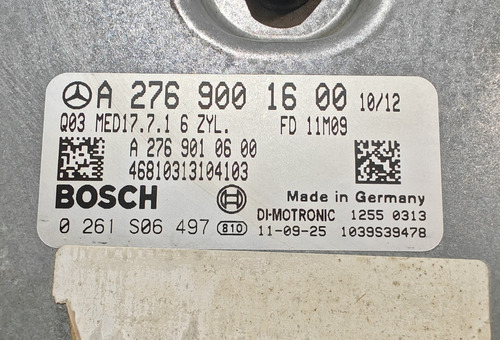 A 276 900 16 00 10/12
Q03 MED17.7.1 6 ZYL. FD 11M09
A 276 901 06 00
46810313104103
BOSCH Made in Germany
DI-MOTRONIC 1255 0313
0 261 S06 497 810 11-09-25 1039S39478